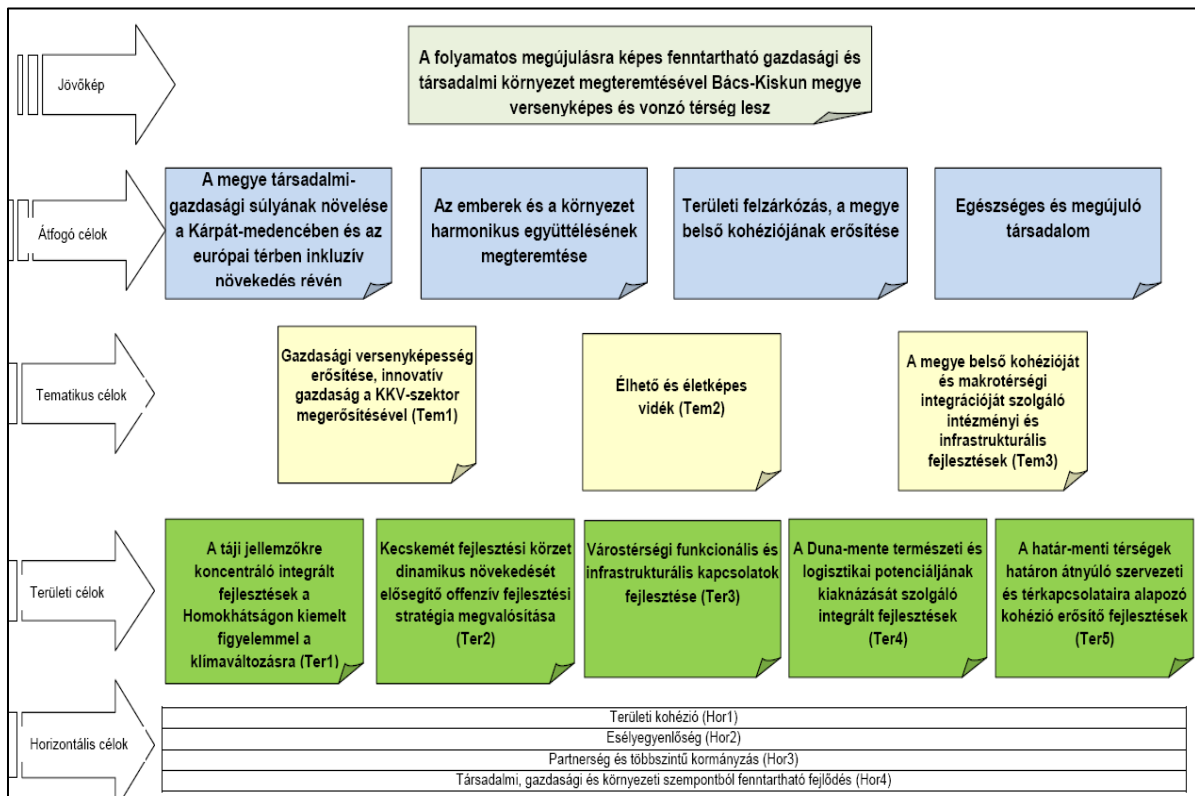 Jövőkép
A folyamatos megújulásra képes fenntartható gazdasági és
társadalmi környezet megteremtésével Bács-Kiskun megye
versenyképes és vonzó térség lesz
Átfogó célok
A megye társadalmi-
gazdasági súlyának növelése
a Kárpát-medencében és az
európai térben inkluzív
növekedés révén
Az emberek és a környezet
harmonikus együttélésének
megteremtése
Területi felzárkózás, a megye
belső kohéziójának erősítése
Egészséges és megújuló
társadalom
Tematikus célok
Gazdasági versenyképesség
erősítése, innovatív
gazdaság a KKV-szektor
megerősítésével (Tem1)
Élhető és életképes
vidék (Tem2)
A megye belső kohézióját
és makrotérségi
integrációját szolgáló
intézményi és
infrastrukturális
fejlesztések (Tem3)
Területi célok
A táji jellemzőkre
koncentráló integrált
fejlesztések a
Homokhátságon kiemelt
figyelemmel a
klímaváltozásra (Ter1)
Kecskemét fejlesztési körzet
dinamikus növekedését
elősegítő offenzív fejlesztési
stratégia megvalósítása
(Ter2)
Várostérségi funkcionális és
infrastrukturális kapcsolatok
fejlesztése (Ter3)
A Duna-mente természeti és
logisztikai potenciáljának
kiaknázását szolgáló
integrált fejlesztések
(Ter4)
A határ-menti térségek
határon átnyúló szervezeti
és térkapcsolataira alapozó
kohézió erősítő fejlesztések
(Ter5)
Horizontális célok
Területi kohézió (Hor1)
Esélyegyenlőség (Hor2)
Partnerség és többszintű kormányzás (Hor3)
Társadalmi, gazdasági és környezeti szempontból fenntartható fejlődés (Hor4)